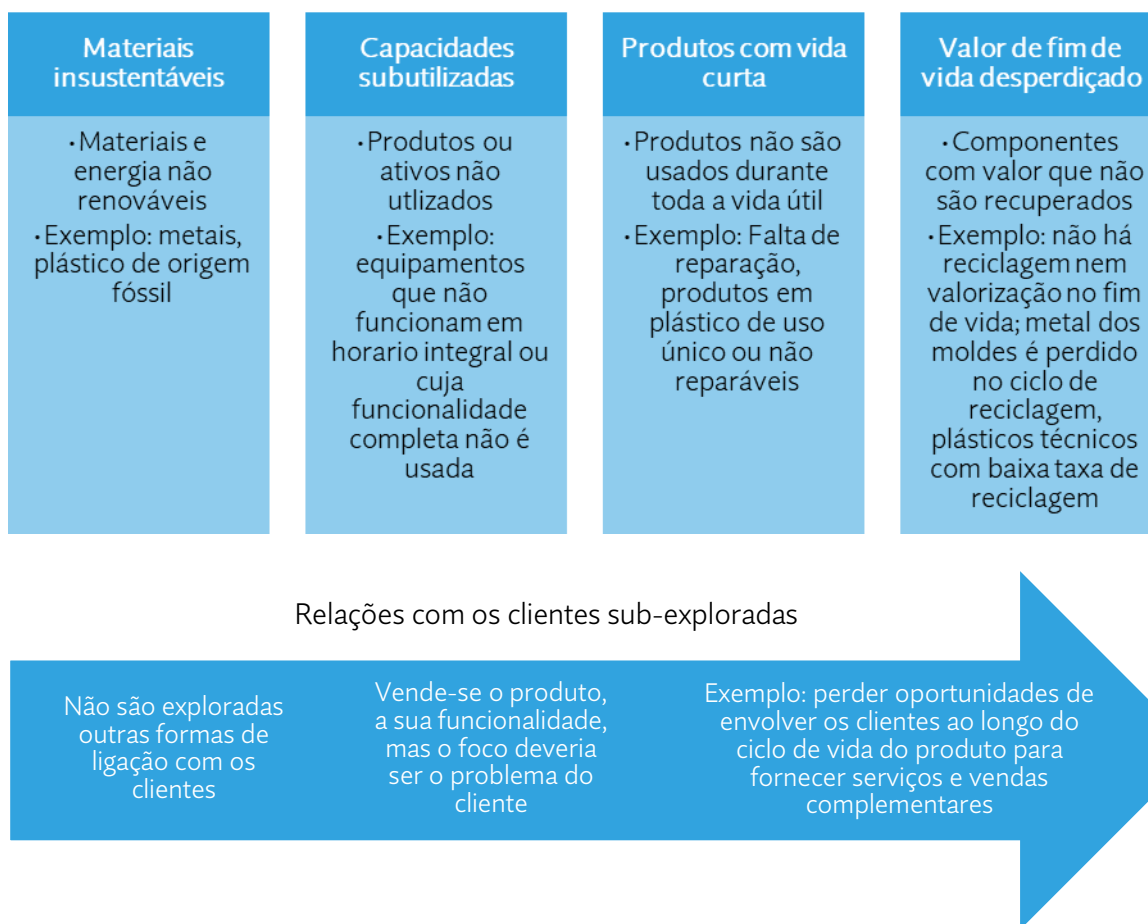 Materiais
insustentáveis
•Materiais e
energia não
renováveis
•Exemplo: metais,
plástico de origem
fóssil
Capacidades
subutilizadas
•Produtos ou
ativos não
utlizados
•Exemplo:
equipamentos
que não
funcionam em
horario integral ou
cuja
funcionalidade
completa não é
usada
Produtos com vida
curta
•Produtos não são
usados durante
toda a vida útil
•Exemplo: Falta de
reparação,
produtos em
plástico de uso
único ou não
reparáveis
Valor de fim de
vida desperdiçado
•Componentes
com valor que não
são recuperados
•Exemplo: não há
reciclagem nem
valorização no fim
de vida; metal dos
moldes é perdido
no ciclo de
reciclagem,
plásticos técnicos
com baixa taxa de
reciclagem
Relações com os clientes sub-exploradas
Não são exploradas
outras formas de
ligação com os
clientes
Vende-se o produto,
a sua funcionalidade,
mas o foco deveria
ser o problema do
cliente
Exemplo: perder oportunidades de
envolver os clientes ao longo do
ciclo de vida do produto para
fornecer serviços e vendas
complementares